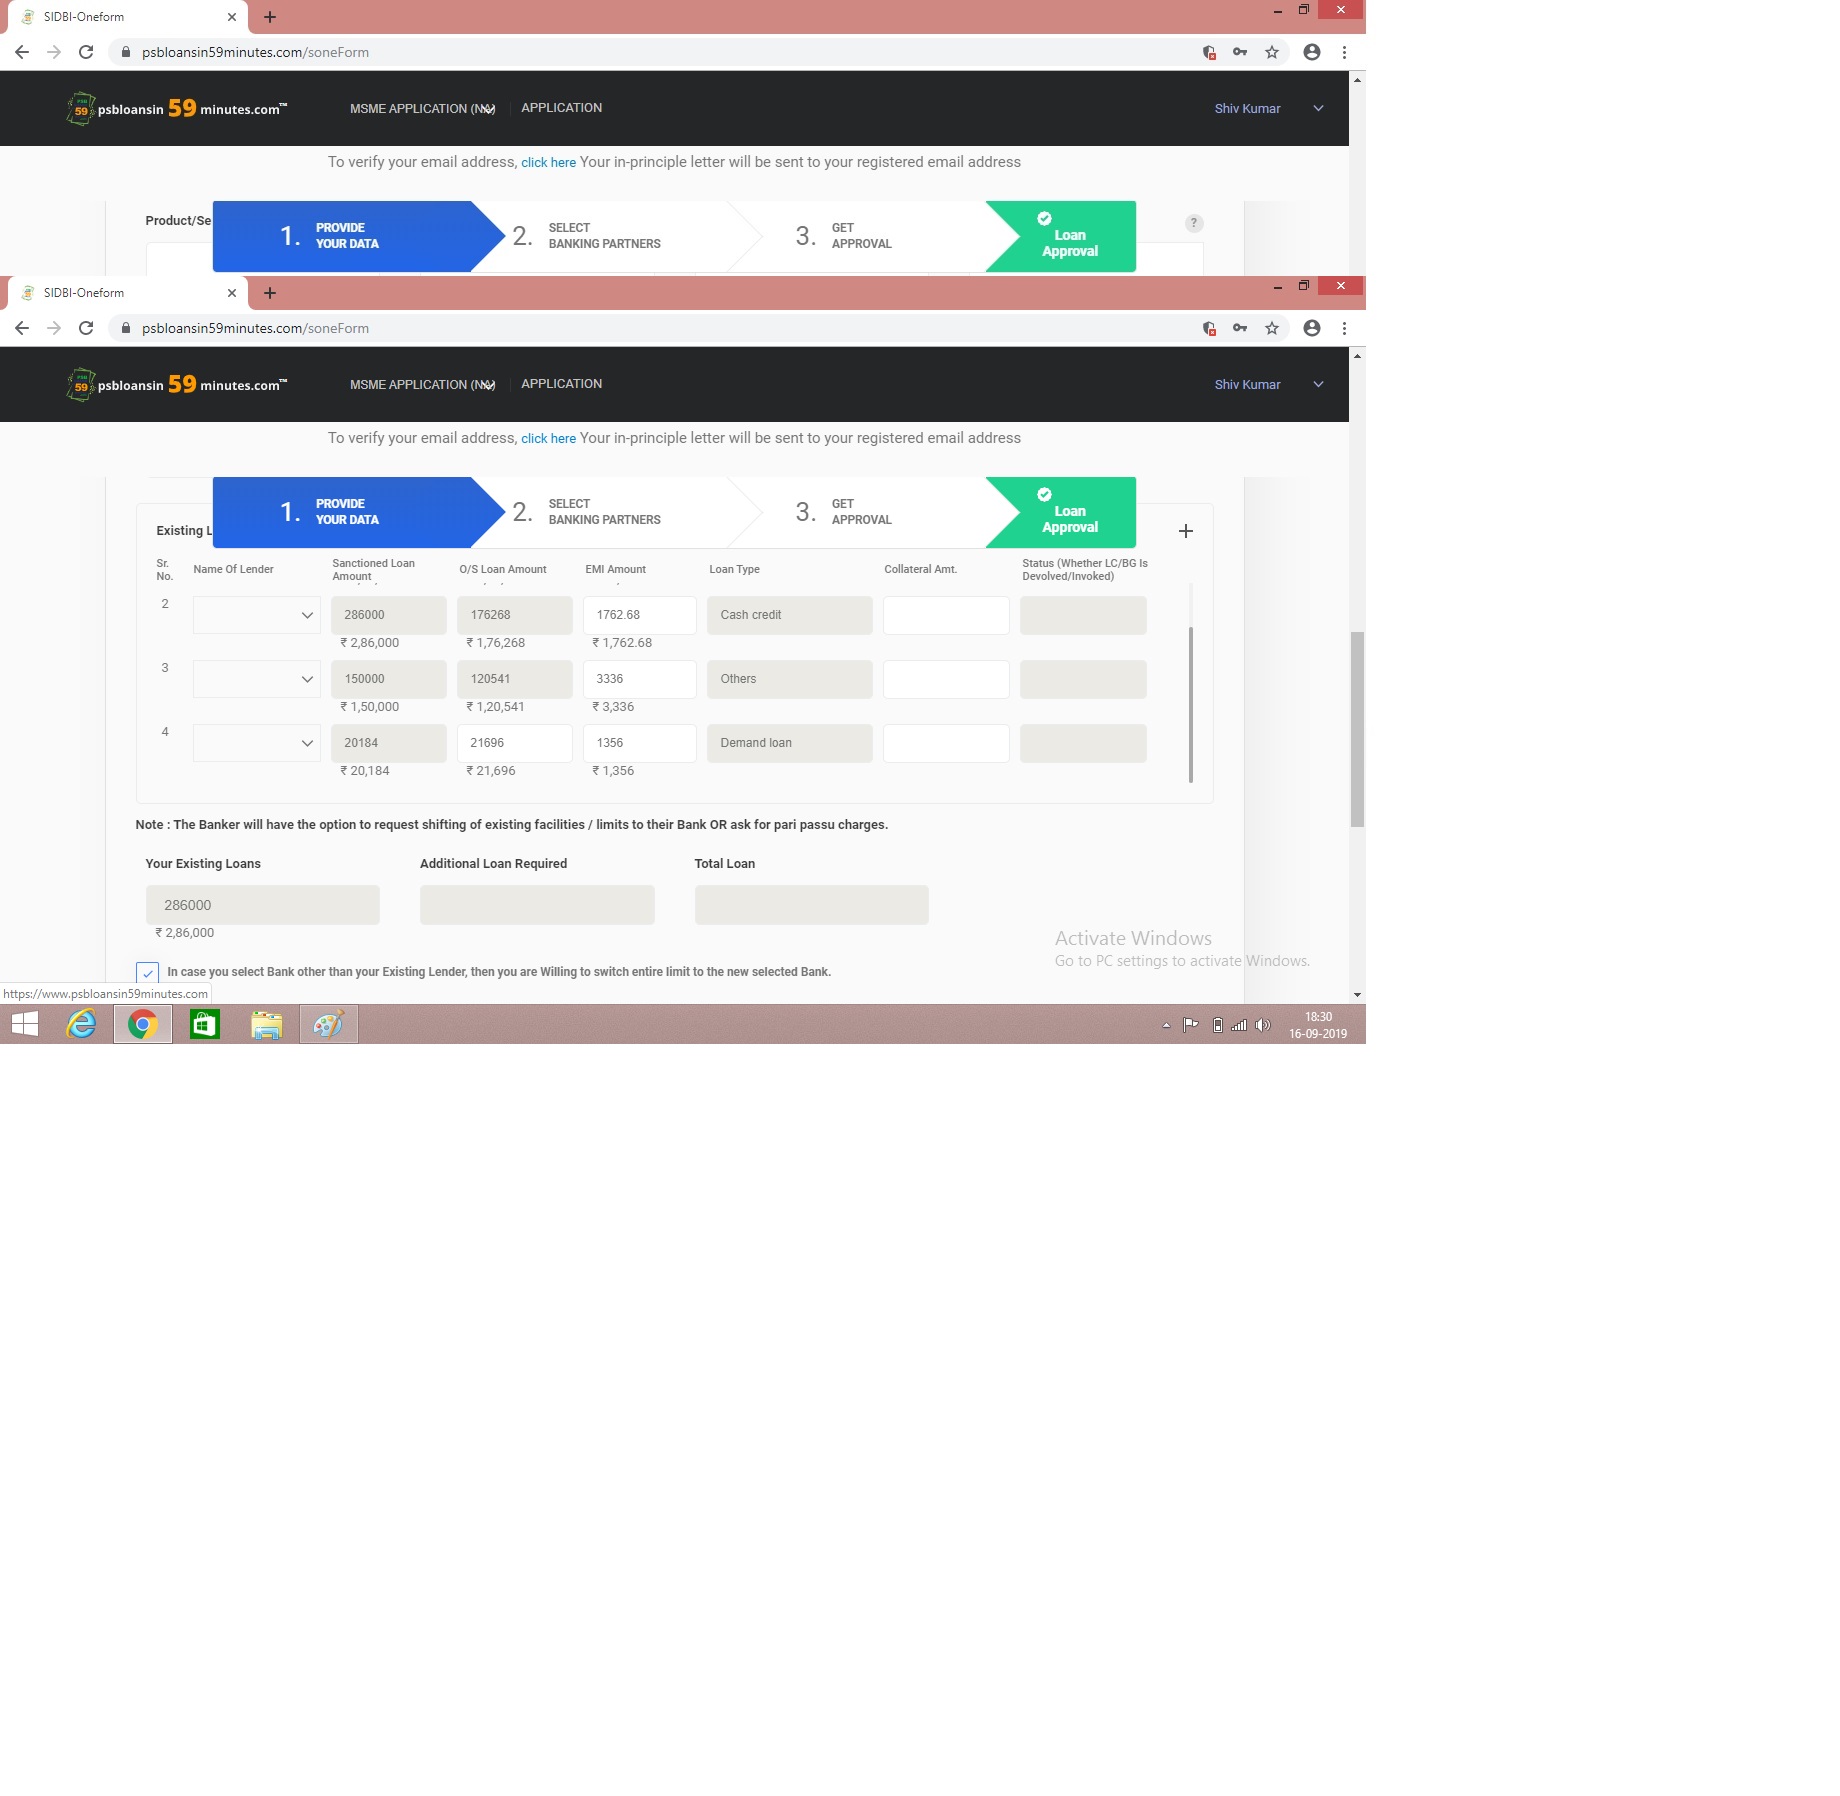 SIDBI-Oneform
psbloansin59minutes.com/soneForm
PSB 59 psbloansin 59 minutes.com™ MSME APPLICATION (NA) APPLICATION Shiv Kumar
To verify your email address, click here Your in-principle letter will be sent to your registered email address
Product/Se
1. PROVIDE YOUR DATA
2. SELECT BANKING PARTNERS
3. GET APPROVAL
Loan Approval
?
SIDBI-Oneform
psbloansin59minutes.com/soneForm
PSB 59 psbloansin 59 minutes.com™ MSME APPLICATION (NA) APPLICATION Shiv Kumar
To verify your email address, click here Your in-principle letter will be sent to your registered email address
Existing L
1. PROVIDE YOUR DATA
2. SELECT BANKING PARTNERS
3. GET APPROVAL
Loan Approval
Sr. No. Name Of Lender Sanctioned Loan Amount O/S Loan Amount EMI Amount Loan Type Collateral Amt. Status (Whether LC/BG Is Devolved/Invoked)
2 286000 176268 1762.68 Cash credit
₹ 2,86,000 ₹ 1,76,268 ₹ 1,762.68
3 150000 120541 3336 Others
₹ 1,50,000 ₹ 1,20,541 ₹ 3,336
4 20184 21696 1356 Demand loan
₹ 20,184 ₹ 21,696 ₹ 1,356
Note : The Banker will have the option to request shifting of existing facilities / limits to their Bank OR ask for pari passu charges.
Your Existing Loans Additional Loan Required Total Loan
286000
₹ 2,86,000
Activate Windows
Go to PC settings to activate Windows.
In case you select Bank other than your Existing Lender, then you are Willing to switch entire limit to the new selected Bank.
https://www.psbloansin59minutes.com
18:30
16-09-2019